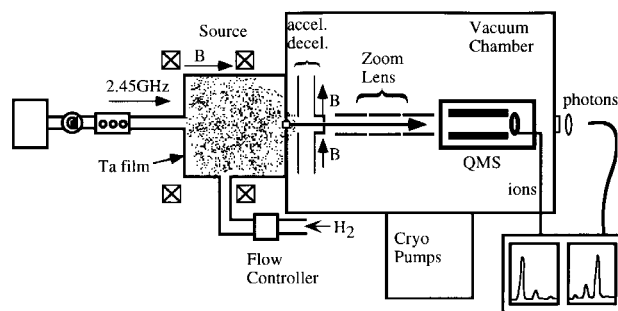 Source
accel.
decel.
Vacuum
Chamber
B
Zoom
Lens
2.45GHz
B
photons
Ta film
B
QMS
ions
H2
Flow
Controller
Cryo
Pumps